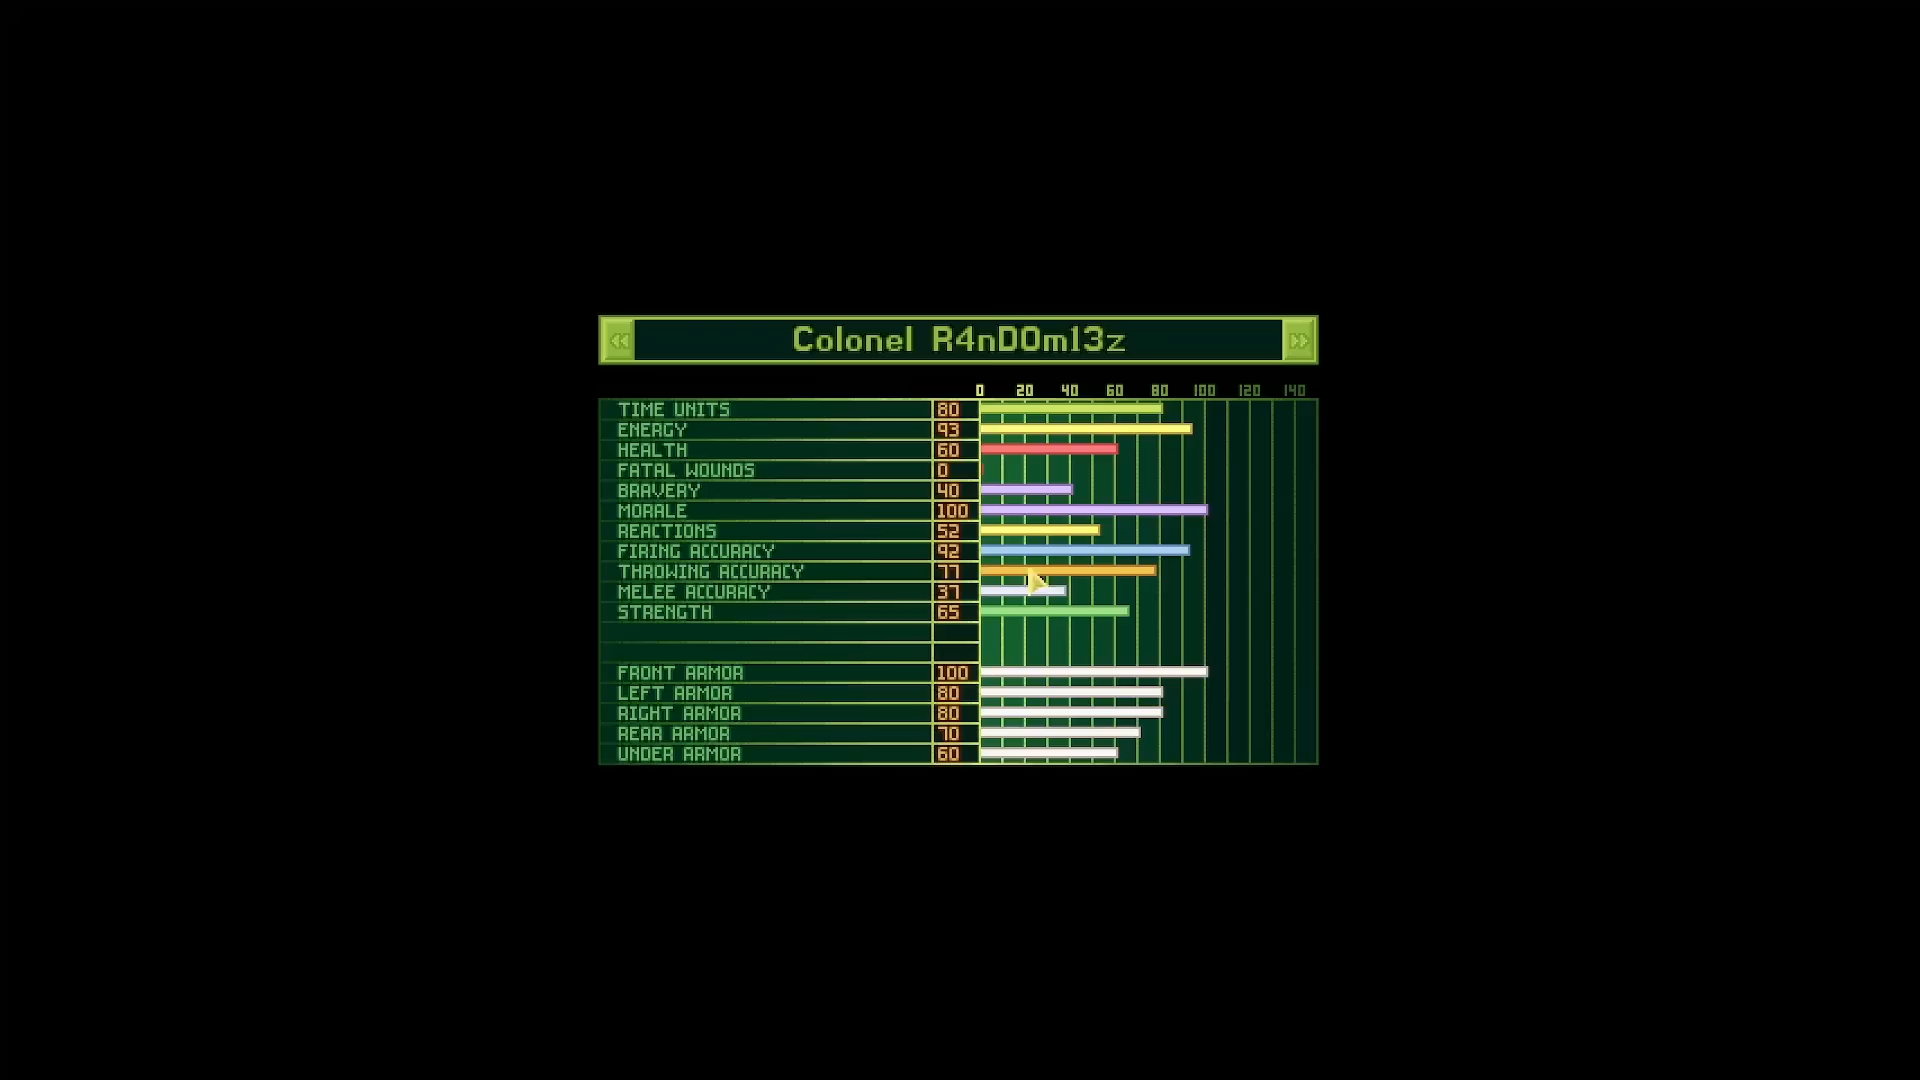 Colonel R4nD0m13z
0 20 40 60 80 100 120 140
TIME UNITS 80
ENERGY 93
HEALTH 60
FATAL WOUNDS 0
BRAVERY 40
MORALE 100
REACTIONS 52
FIRING ACCURACY 92
THROWING ACCURACY 77
MELEE ACCURACY 37
STRENGTH 65
FRONT ARMOR 100
LEFT ARMOR 80
RIGHT ARMOR 80
REAR ARMOR 70
UNDER ARMOR 60